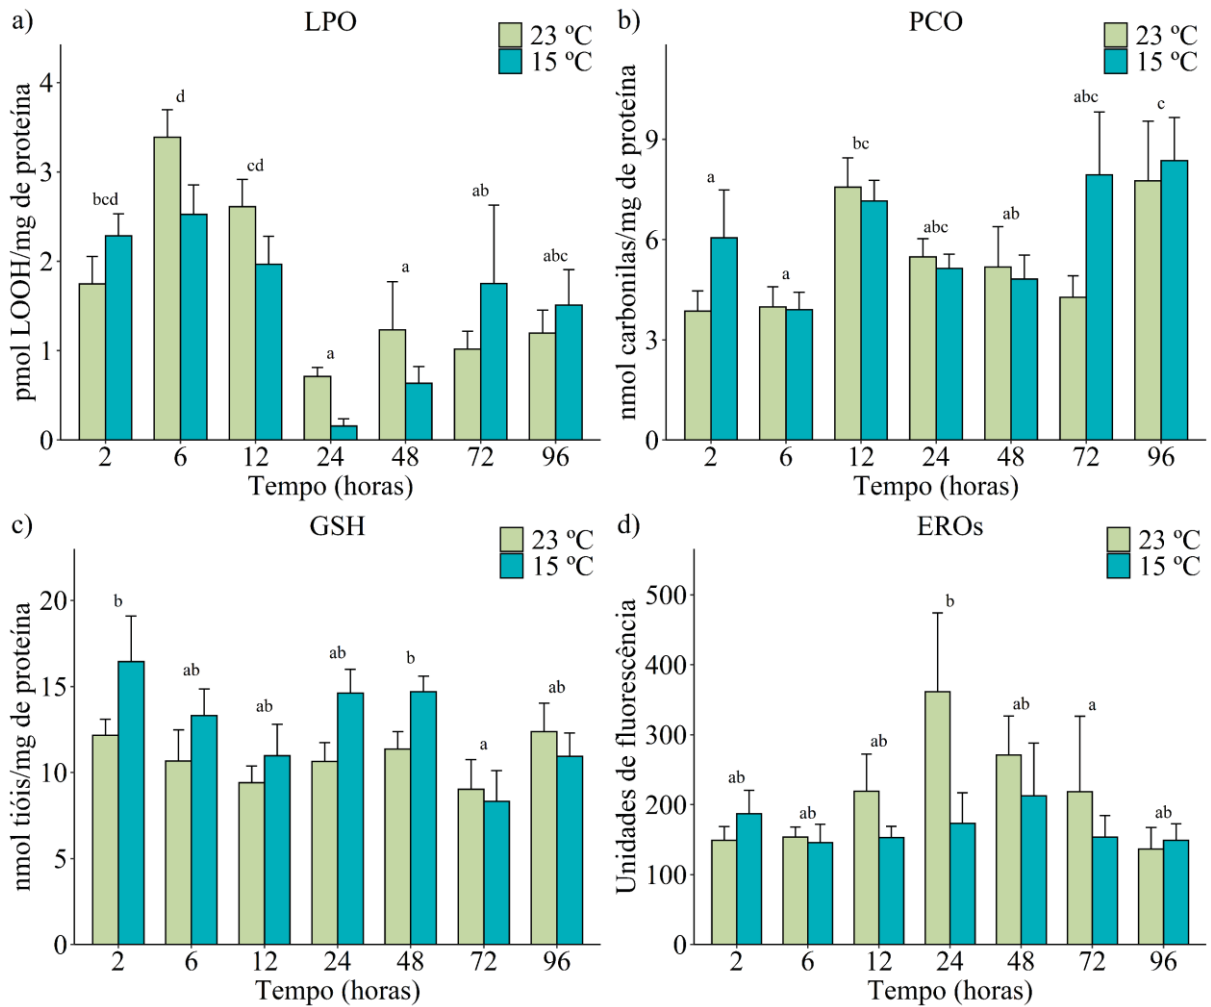 a)
LPO
23 ºC
15 ºC
pmol LOOH/mg de proteína
4
3
2
1
0
bcd
d
cd
a
a
ab
abc
2 6 12 24 48 72 96
Tempo (horas)
b)
PCO
23 ºC
15 ºC
nmol carbonilas/mg de proteína
9
6
3
0
a
a
bc
abc
ab
abc
c
2 6 12 24 48 72 96
Tempo (horas)
c)
GSH
23 ºC
15 ºC
nmol tióis/mg de proteína
20
15
10
5
0
b
ab
ab
ab
b
a
ab
2 6 12 24 48 72 96
Tempo (horas)
d)
EROs
23 ºC
15 ºC
Unidades de fluorescência
500
400
300
200
100
0
ab
ab
ab
b
ab
a
ab
2 6 12 24 48 72 96
Tempo (horas)